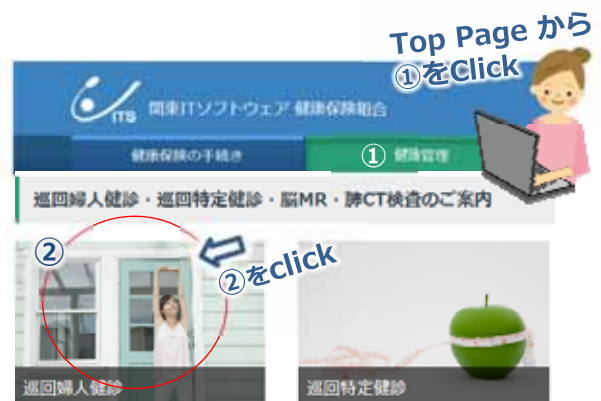 Top Page から
①をClick
ITS 関東ITソフトウェア 健康保険組合
健康保険の手続き
① 健康管理
巡回婦人健診・巡回特定健診・脳MR・肺CT検査のご案内
②
②をclick
巡回婦人健診
巡回特定健診